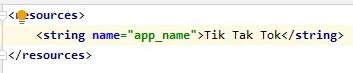 <resources>
<string name="app_name">Tik Tak Tok</string>
</resources>